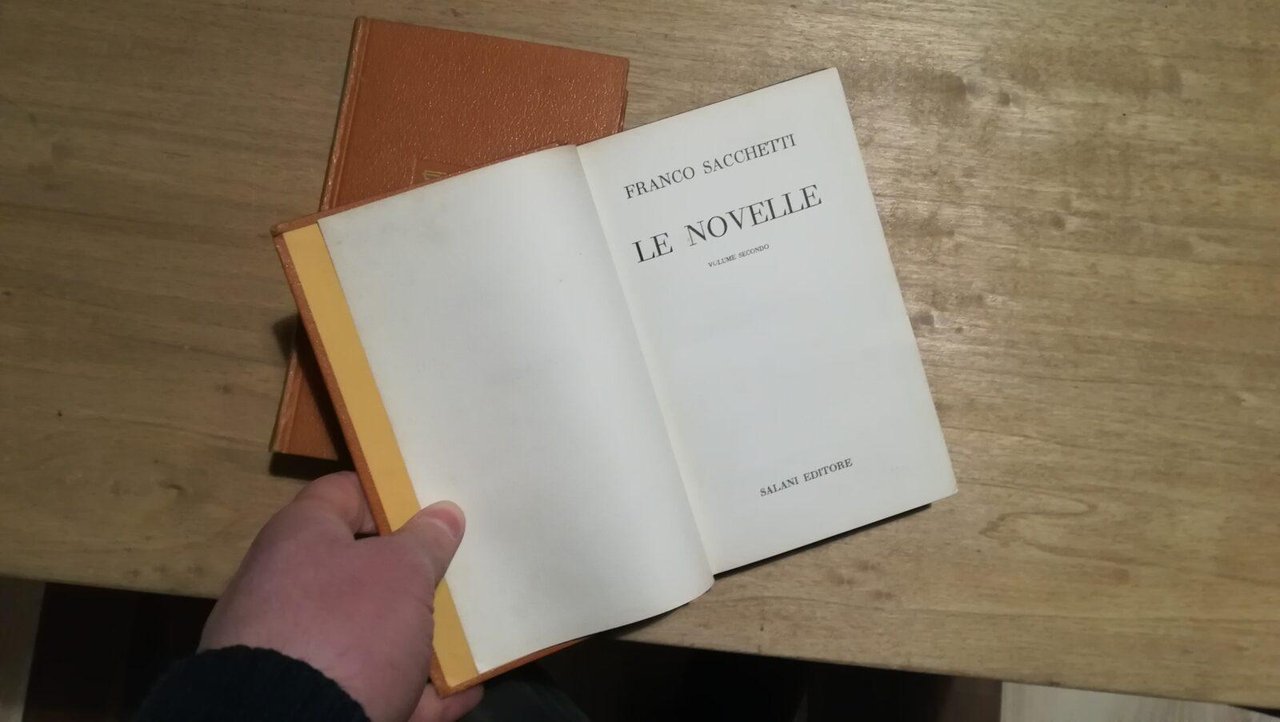 FRANCO SACCHETTI
LE NOVELLE
VOLUME SECONDO
SALANI EDITORE